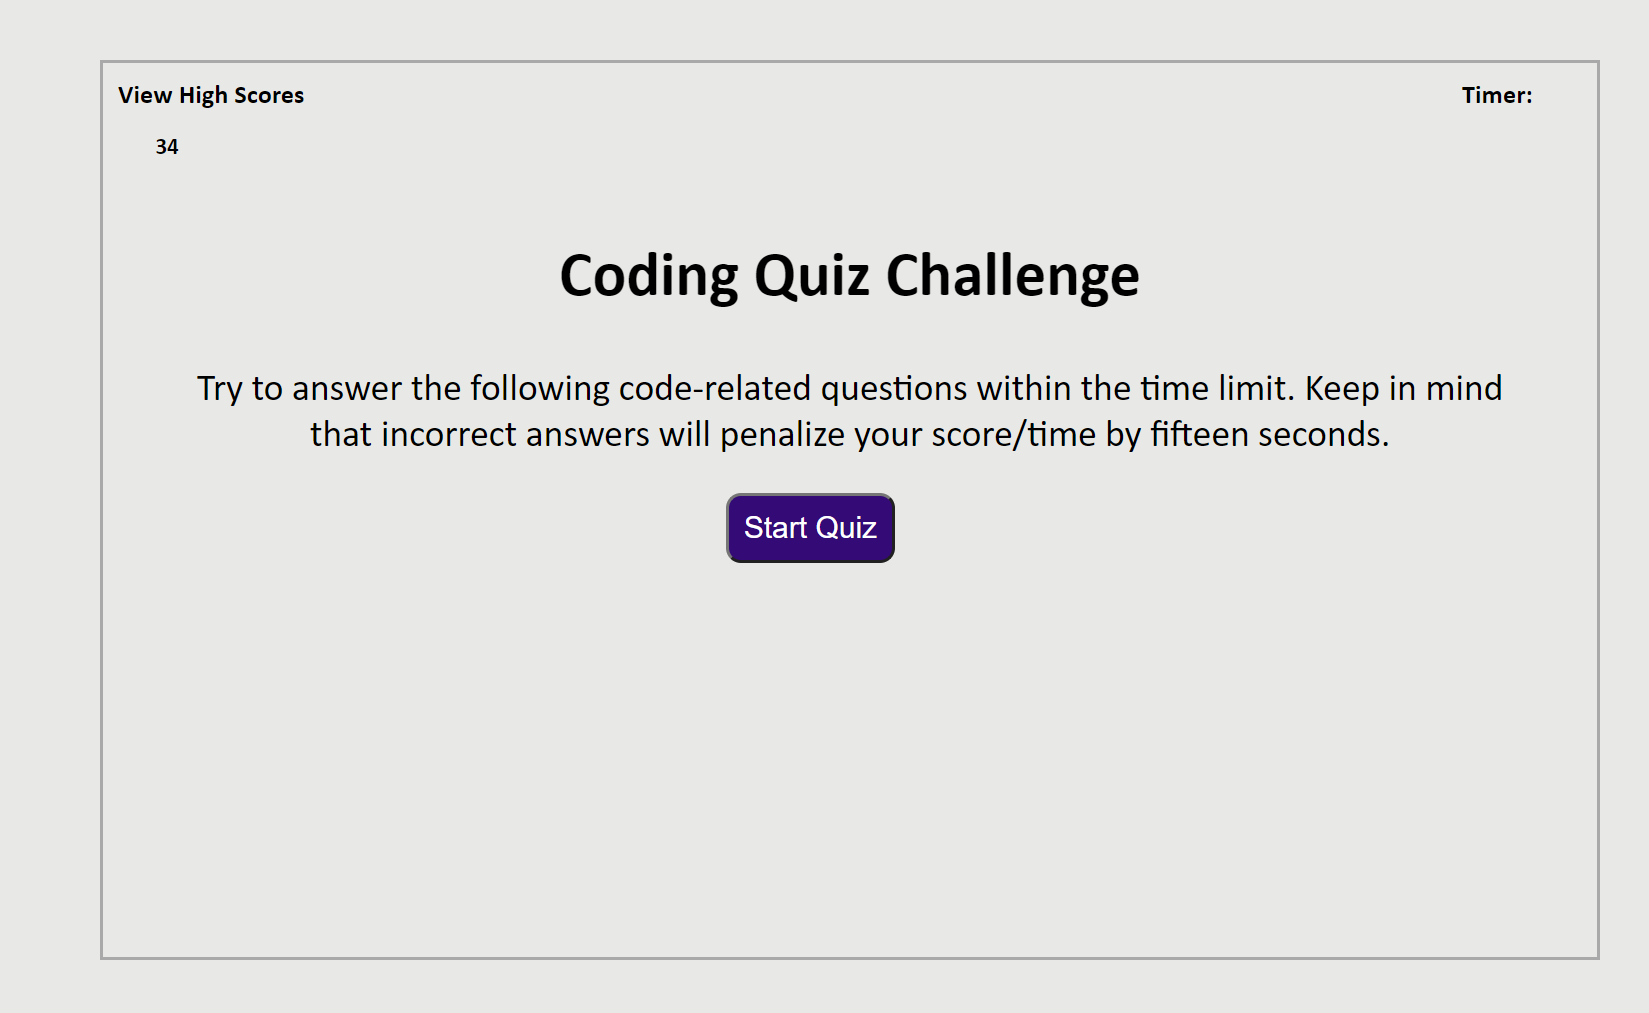 View High Scores
Timer:
34
Coding Quiz Challenge
Try to answer the following code-related questions within the time limit. Keep in mind
that incorrect answers will penalize your score/time by fifteen seconds.
Start Quiz